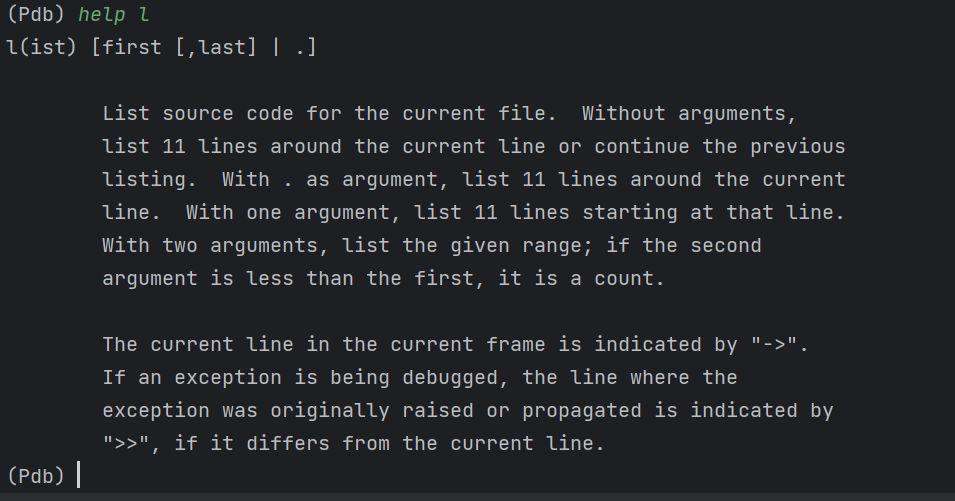 (Pdb) help l
l(ist) [first [,last] | .]
List source code for the current file.  Without arguments,
list 11 lines around the current line or continue the previous
listing.  With . as argument, list 11 lines around the current
line.  With one argument, list 11 lines starting at that line.
With two arguments, list the given range; if the second
argument is less than the first, it is a count.
The current line in the current frame is indicated by "->".
If an exception is being debugged, the line where the
exception was originally raised or propagated is indicated by
">>", if it differs from the current line.
(Pdb)